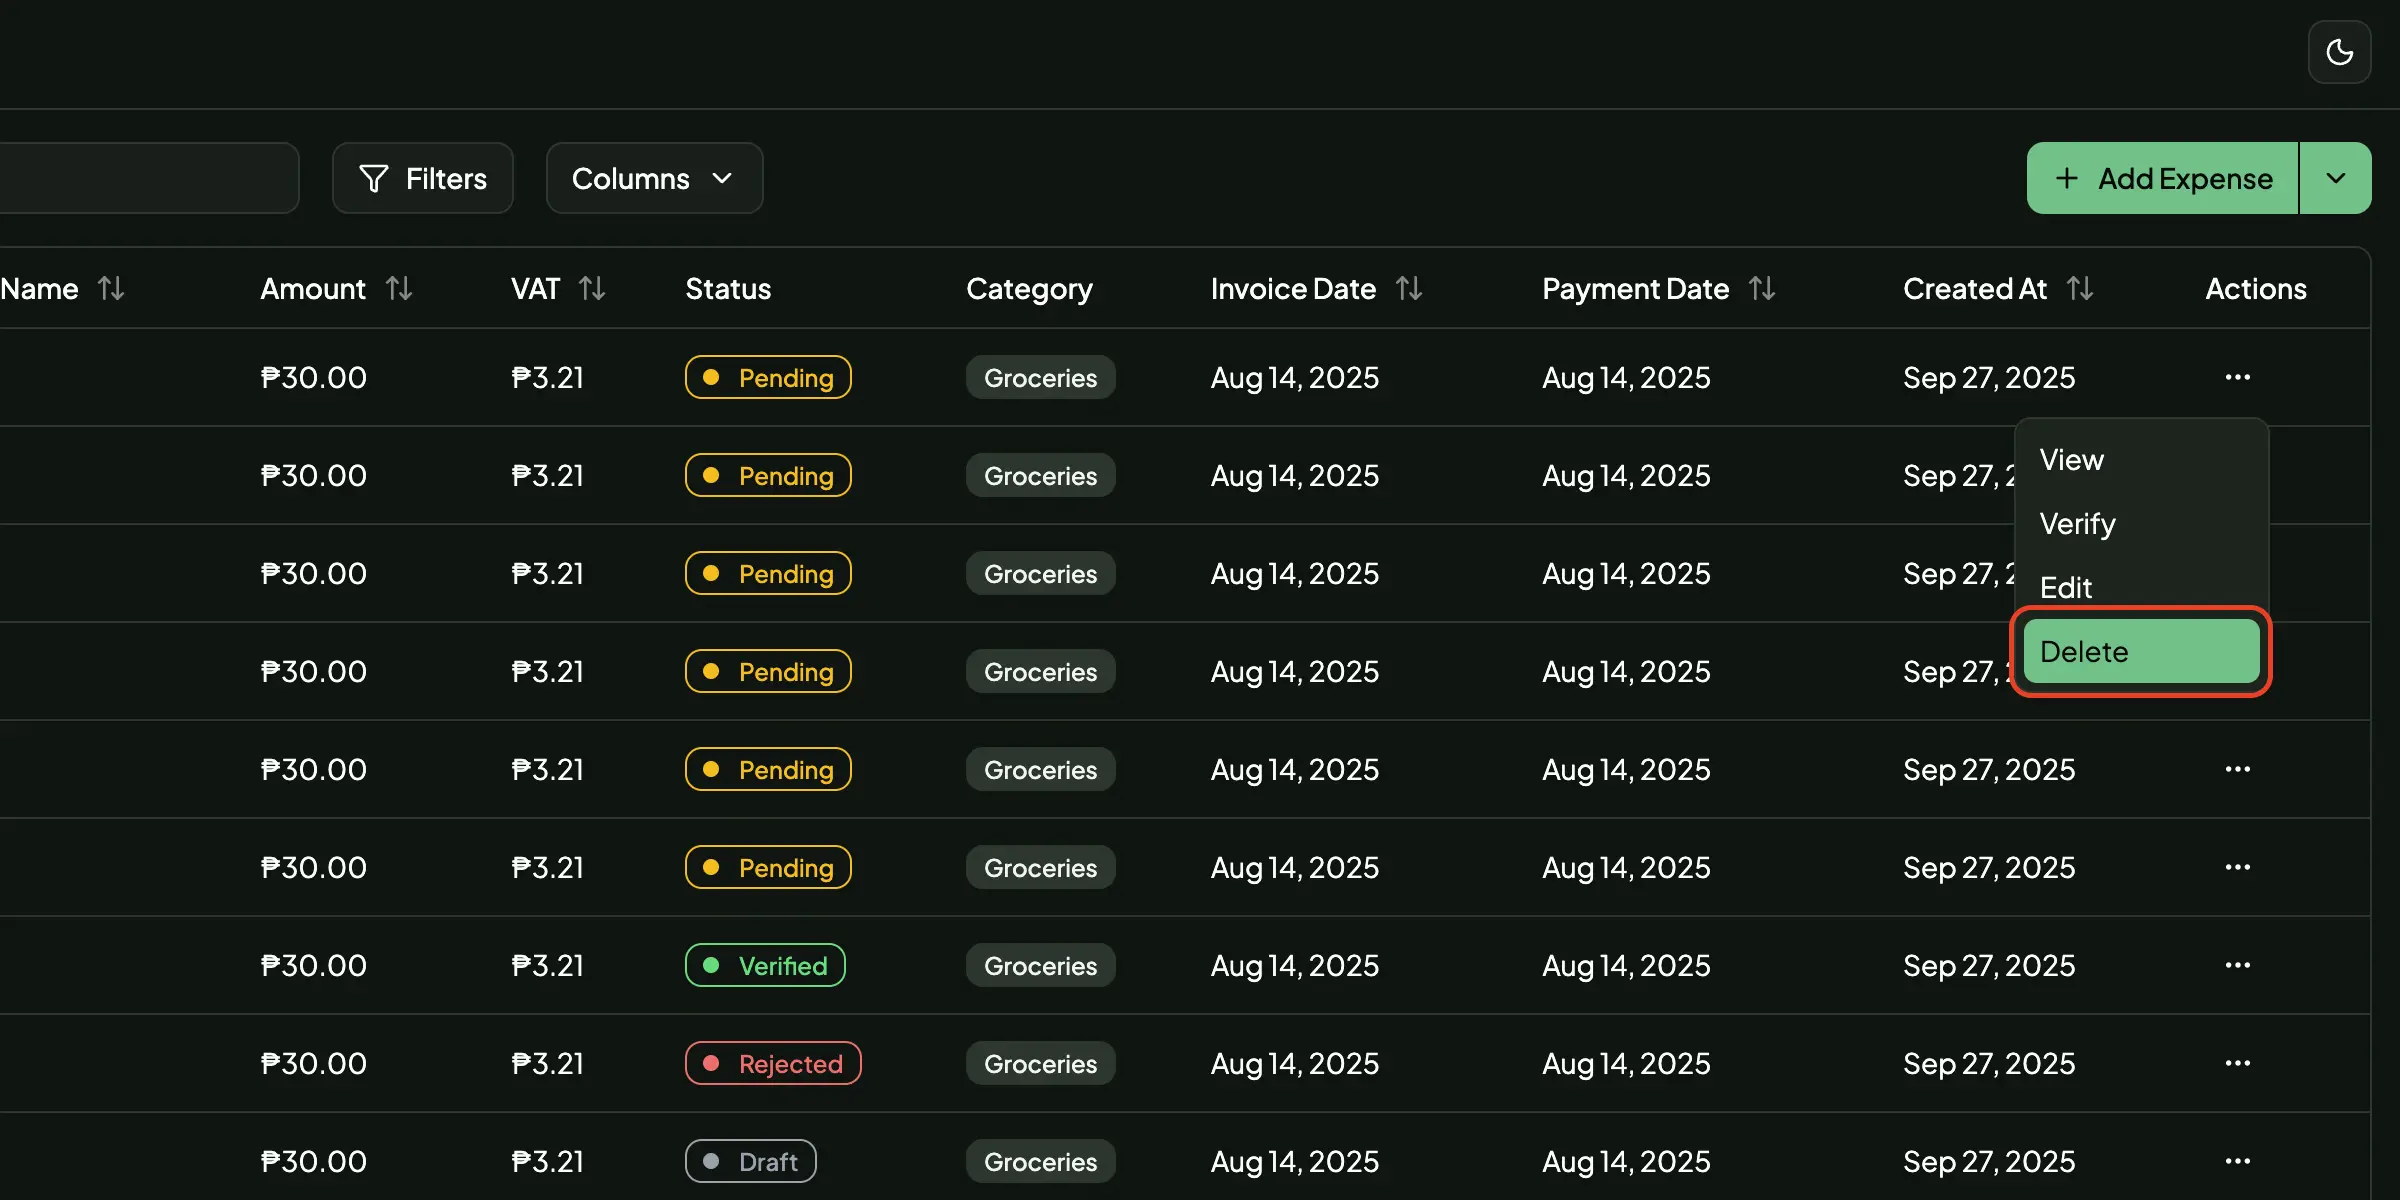 Filters Columns Add Expense
Name Amount VAT Status Category Invoice Date Payment Date Created At Actions
₱30.00 ₱3.21 Pending Groceries Aug 14, 2025 Aug 14, 2025 Sep 27, 2025 ...
View
₱30.00 ₱3.21 Pending Groceries Aug 14, 2025 Aug 14, 2025 Sep 27,
Verify
₱30.00 ₱3.21 Pending Groceries Aug 14, 2025 Aug 14, 2025 Sep 27,
Edit
Delete
₱30.00 ₱3.21 Pending Groceries Aug 14, 2025 Aug 14, 2025 Sep 27,
₱30.00 ₱3.21 Pending Groceries Aug 14, 2025 Aug 14, 2025 Sep 27, 2025 ...
₱30.00 ₱3.21 Pending Groceries Aug 14, 2025 Aug 14, 2025 Sep 27, 2025 ...
₱30.00 ₱3.21 Verified Groceries Aug 14, 2025 Aug 14, 2025 Sep 27, 2025 ...
₱30.00 ₱3.21 Rejected Groceries Aug 14, 2025 Aug 14, 2025 Sep 27, 2025 ...
₱30.00 ₱3.21 Draft Groceries Aug 14, 2025 Aug 14, 2025 Sep 27, 2025 ...